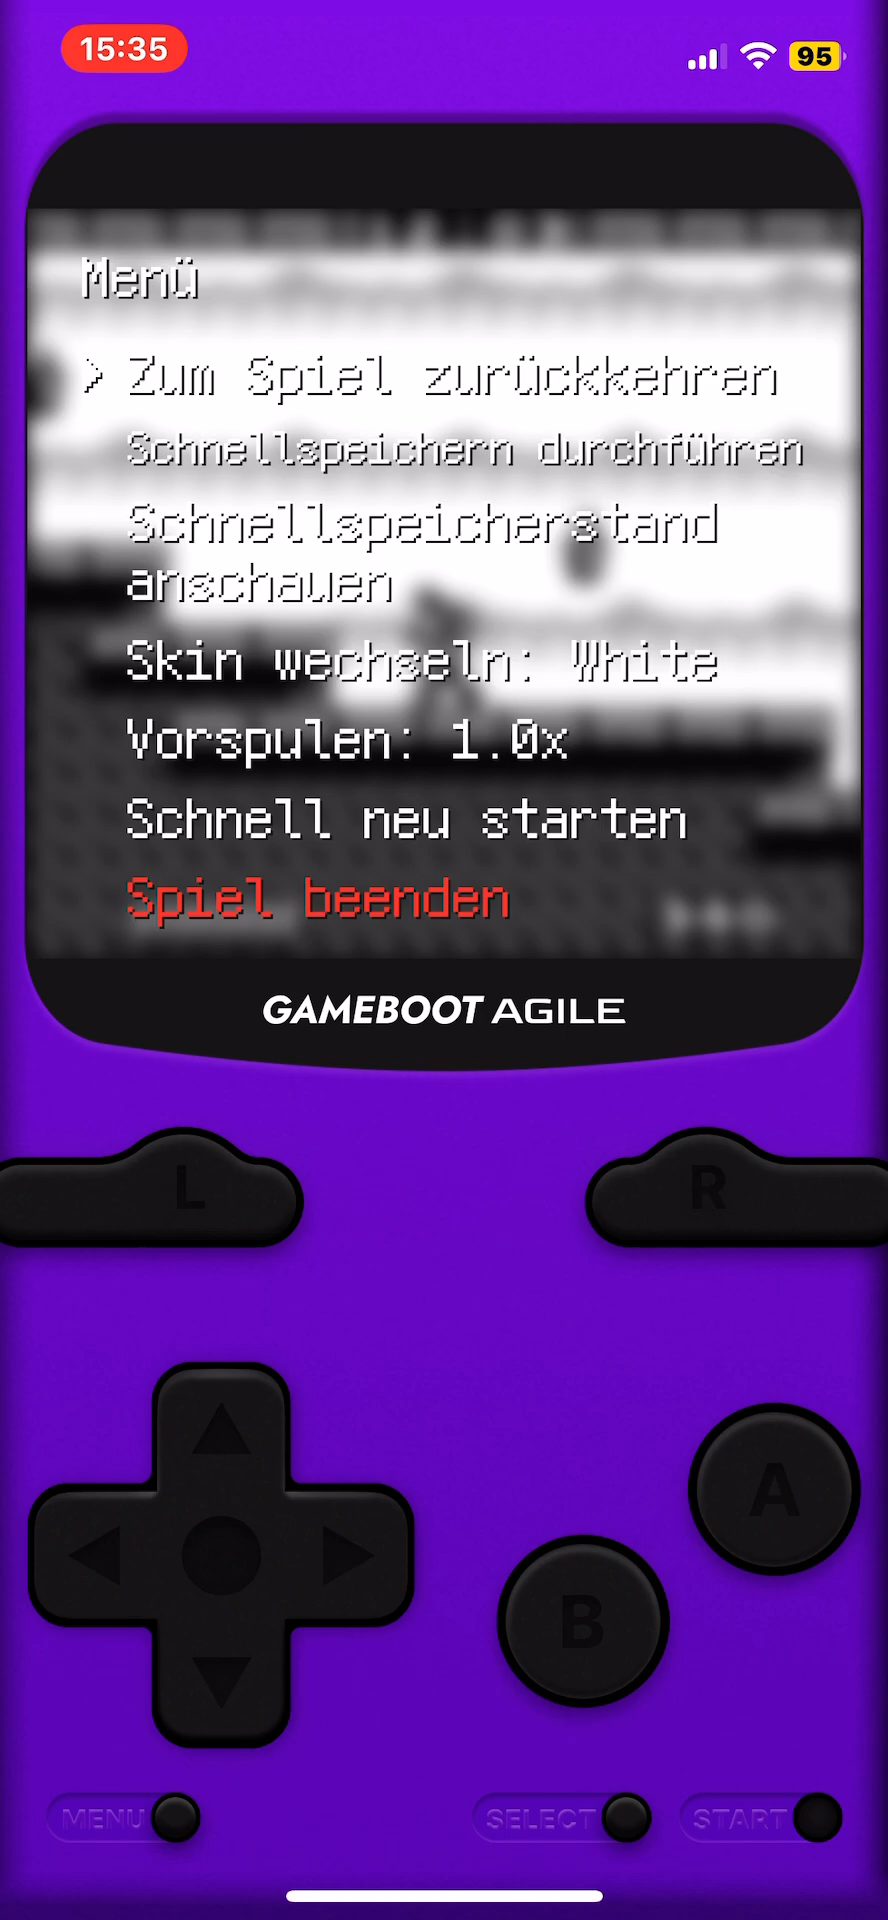 15:35
95
Menü
> Zum Spiel zurückkehren
Schnellspeichern durchführen
Schnellspeicherstand
anschauen
Skin wechseln: White
Vorspulen: 1.0x
Schnell neu starten
Spiel beenden
GAMEBOOT AGILE
L R
A
B
MENU SELECT START